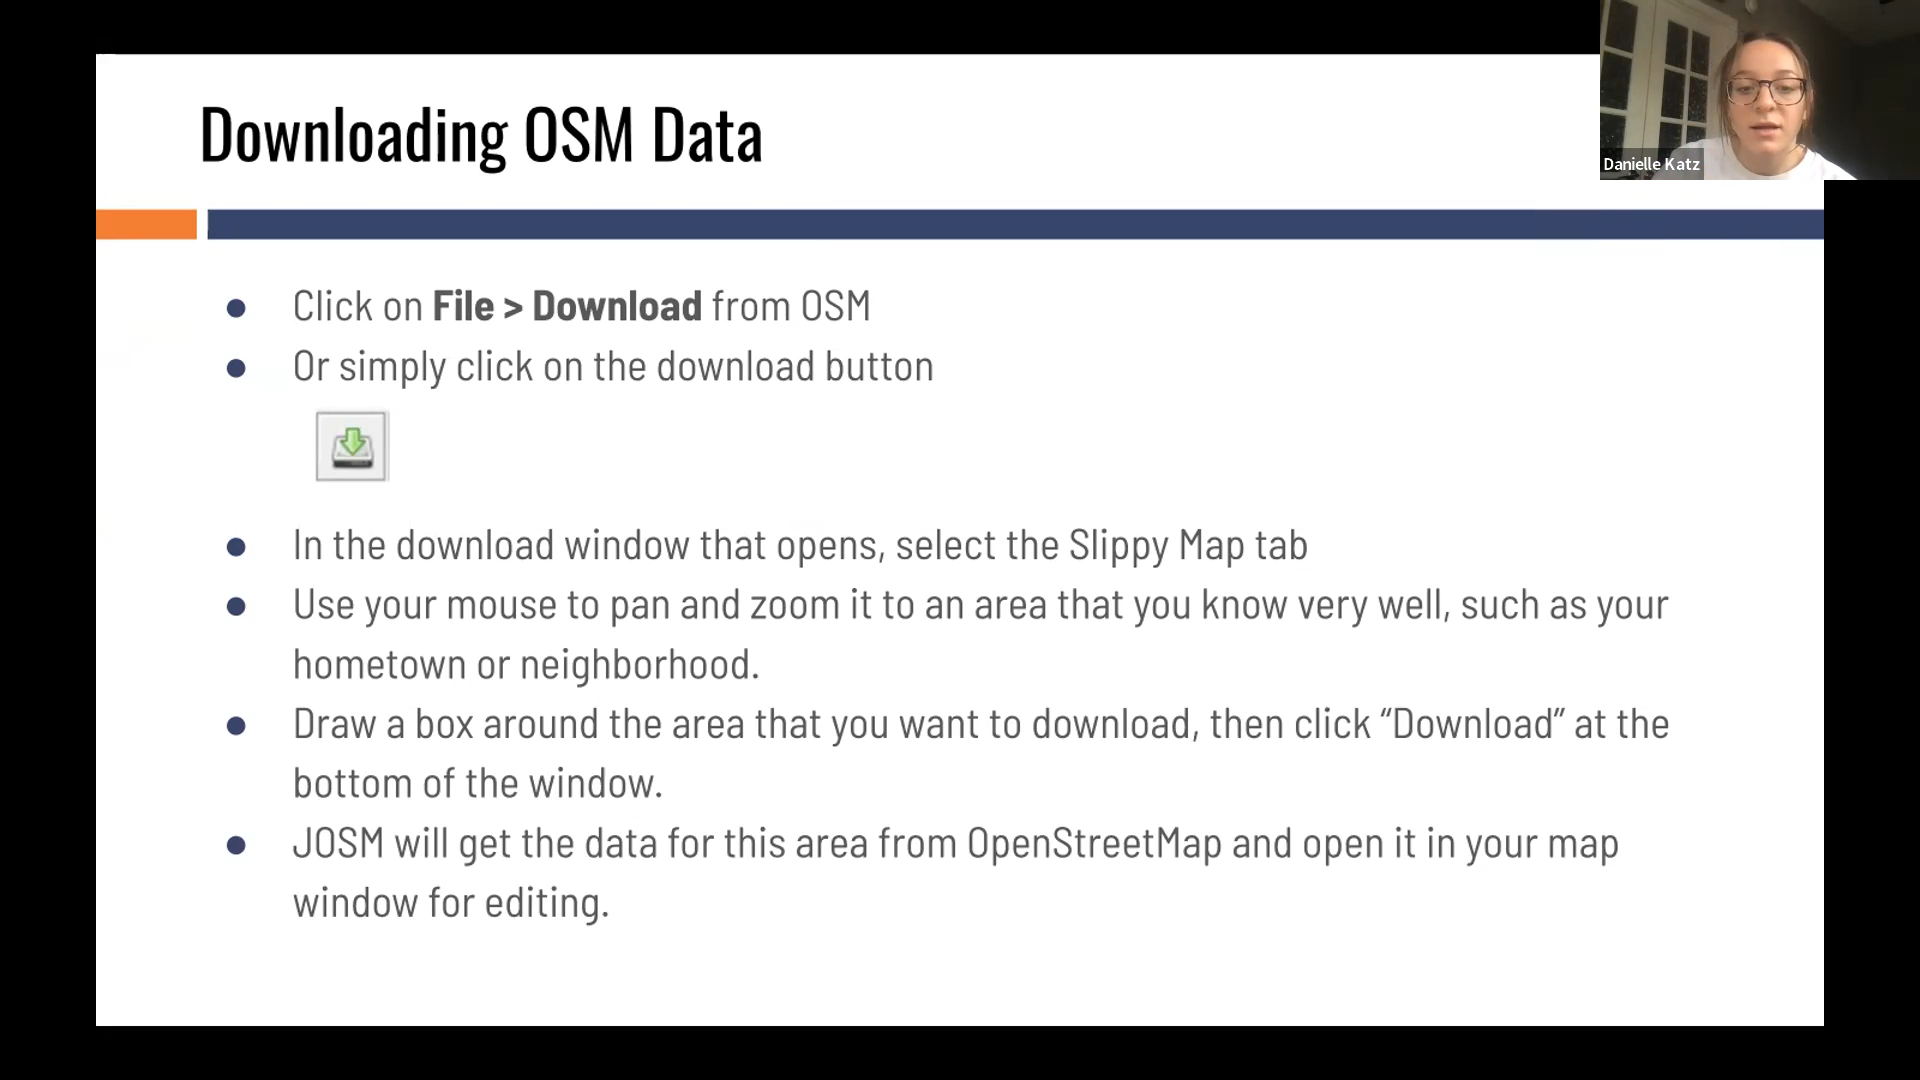 Downloading OSM Data
Danielle Katz
Click on File > Download from OSM
Or simply click on the download button
In the download window that opens, select the Slippy Map tab
Use your mouse to pan and zoom it to an area that you know very well, such as your
hometown or neighborhood.
Draw a box around the area that you want to download, then click “Download” at the
bottom of the window.
JOSM will get the data for this area from OpenStreetMap and open it in your map
window for editing.